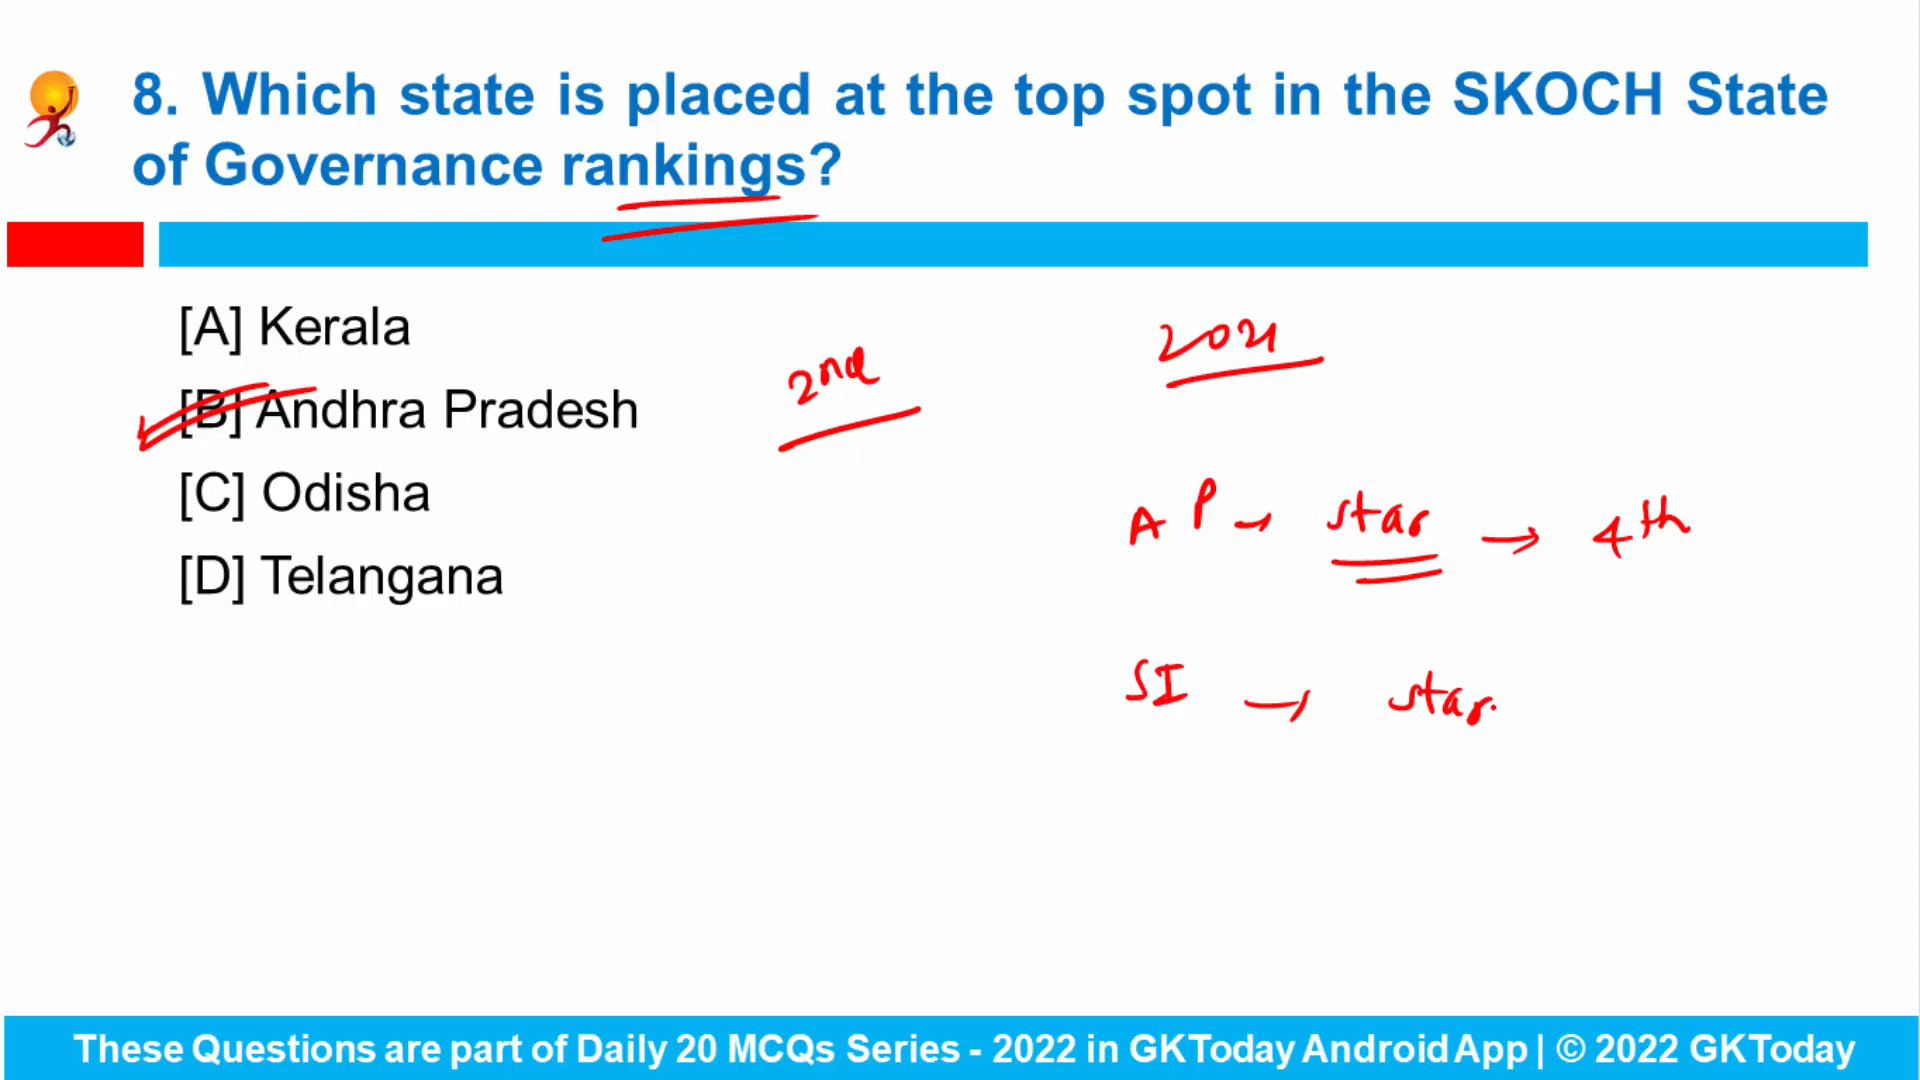 8. Which state is placed at the top spot in the SKOCH State
of Governance rankings?
[A] Kerala
[B] Andhra Pradesh
[C] Odisha
[D] Telangana
2nd
2021
AP → star → 4th
SI → star.
These Questions are part of Daily 20 MCQs Series - 2022 in GKToday Android App | © 2022 GKToday